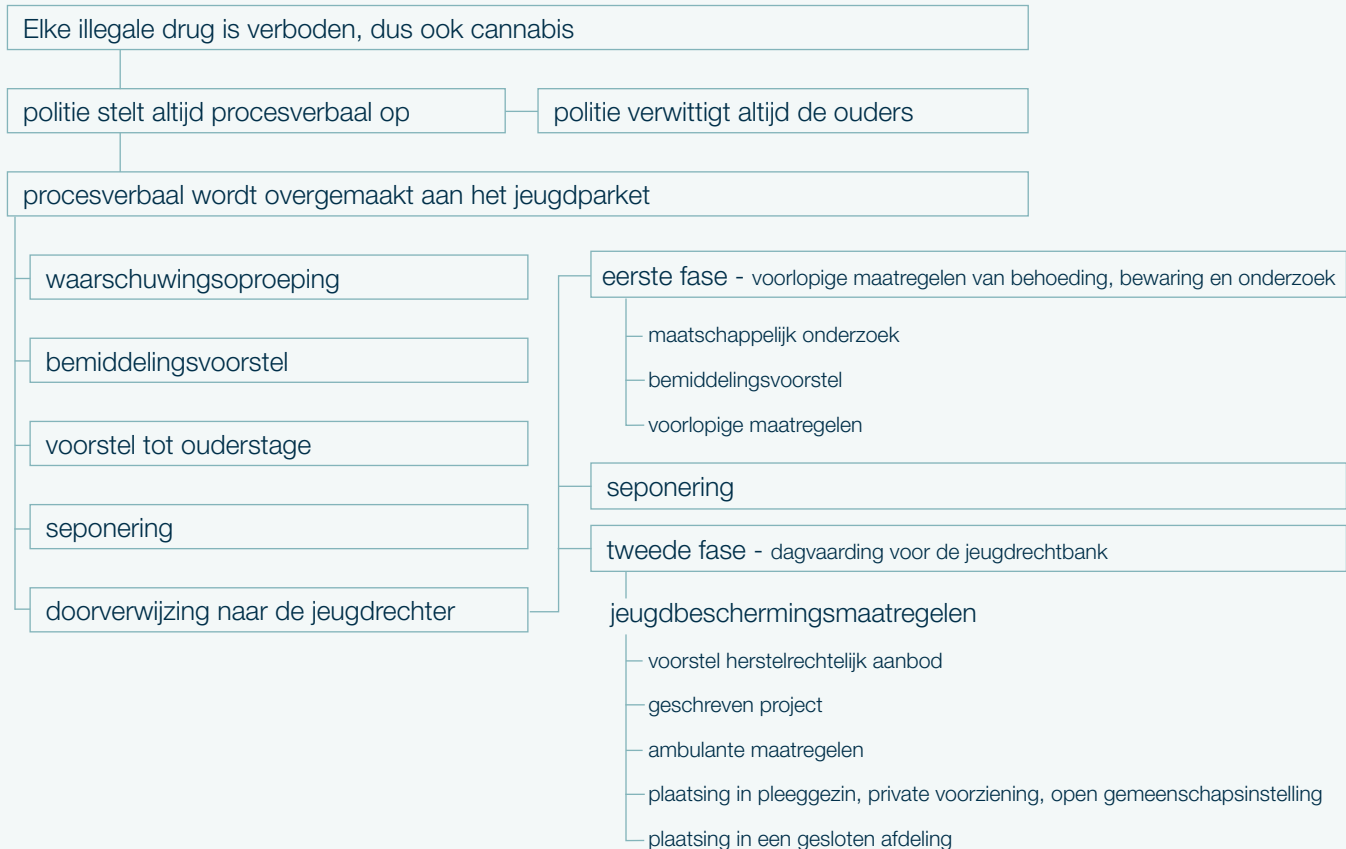 Elke illegale drug is verboden, dus ook cannabis
politie stelt altijd procesverbaal op
politie verwittigt altijd de ouders
procesverbaal wordt overgemaakt aan het jeugdparket
waarschuwingsoproeping
bemiddelingsvoorstel
voorstel tot ouderstage
seponering
doorverwijzing naar de jeugdrechter
eerste fase - voorlopige maatregelen van behoeding, bewaring en onderzoek
maatschappelijk onderzoek
bemiddelingsvoorstel
voorlopige maatregelen
seponering
tweede fase - dagvaarding voor de jeugdrechtbank
jeugdbeschermingsmaatregelen
voorstel herstelrechtelijk aanbod
geschreven project
ambulante maatregelen
plaatsing in pleeggezin, private voorziening, open gemeenschapsinstelling
plaatsing in een gesloten afdeling